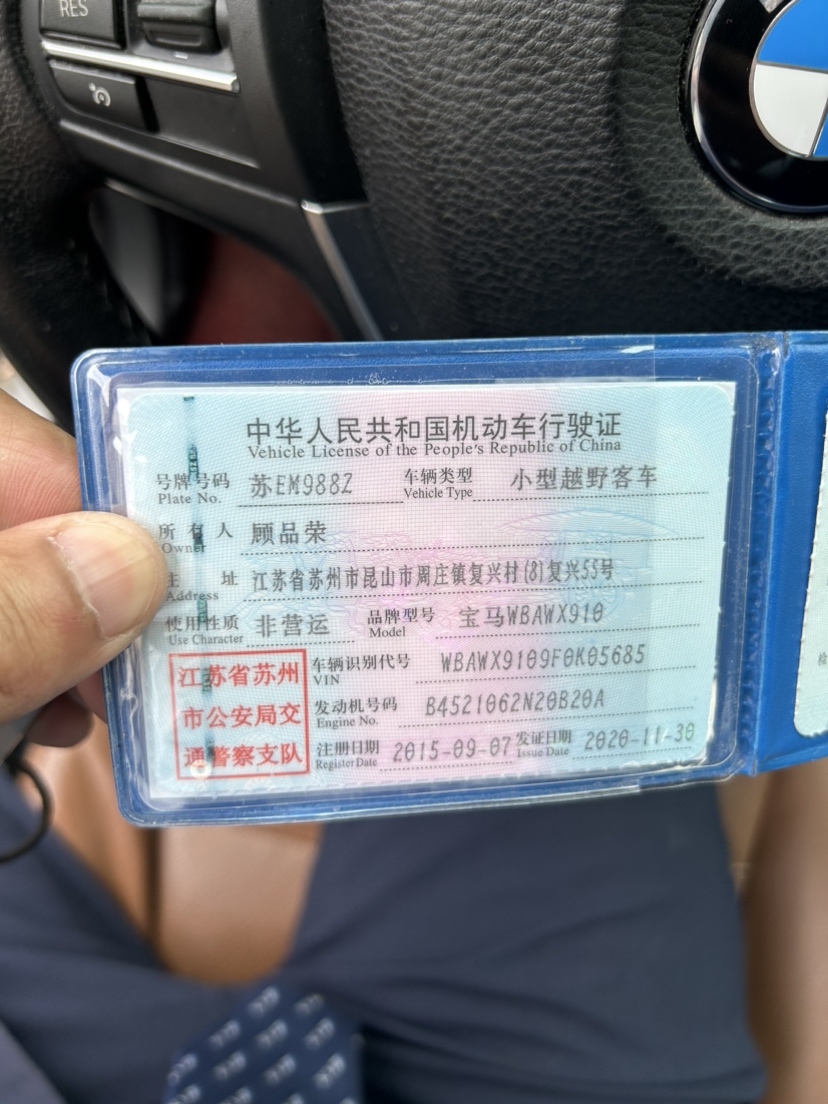 RES
中华人民共和国机动车行驶证
Vehicle License of the People's Republic of China
号牌号码 苏EM988Z 车辆类型 小型越野客车
Plate No. Vehicle Type
所有人 顾品荣
Owner
址 江苏省苏州市昆山市周庄镇复兴村(8)复兴55号
Address
使用性质 非营运 品牌型号 宝马WBAWX910
Use Character Model
江苏省苏州 车辆识别代号 WBAWX9109F0K05685
VIN
市公安局交 发动机号码 B4521062N20B20A
Engine No.
通警察支队 注册日期 2015-09-07 发证日期 2020-11-30
Register Date Issue Date